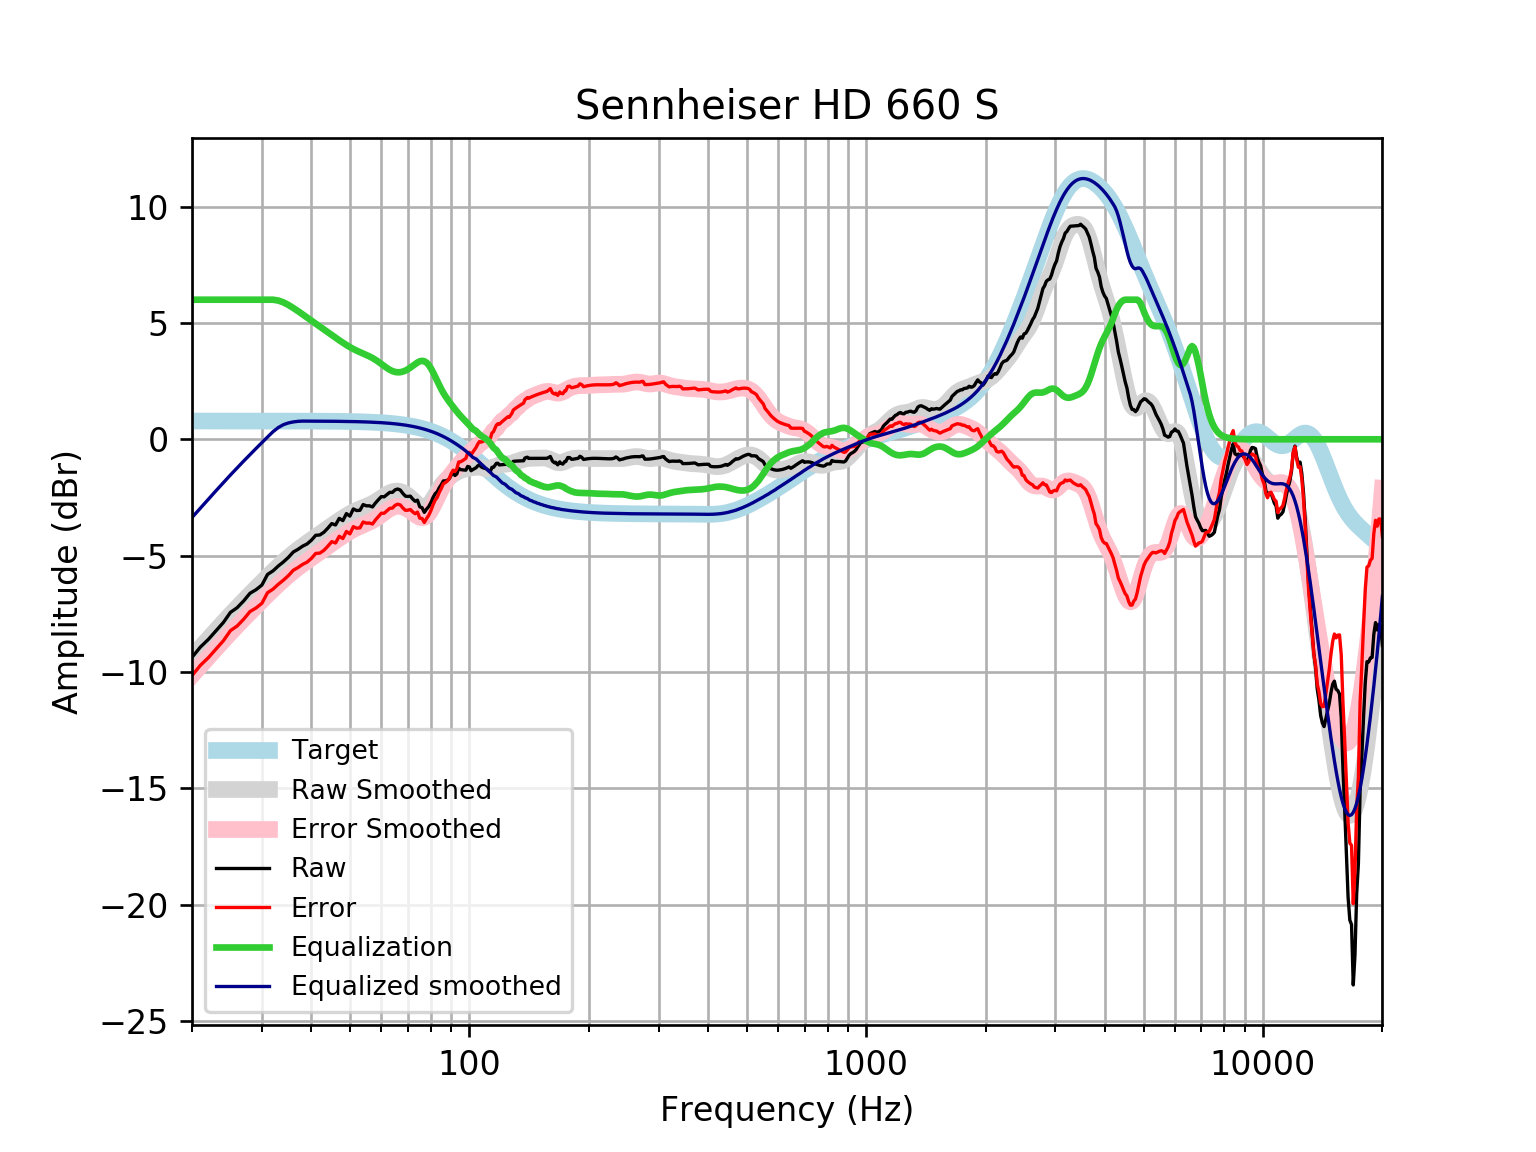 Sennheiser HD 660 S
Amplitude (dBr)
10
5
0
−5
−10
−15
−20
−25
Target
Raw Smoothed
Error Smoothed
Raw
Error
Equalization
Equalized smoothed
100
1000
10000
Frequency (Hz)